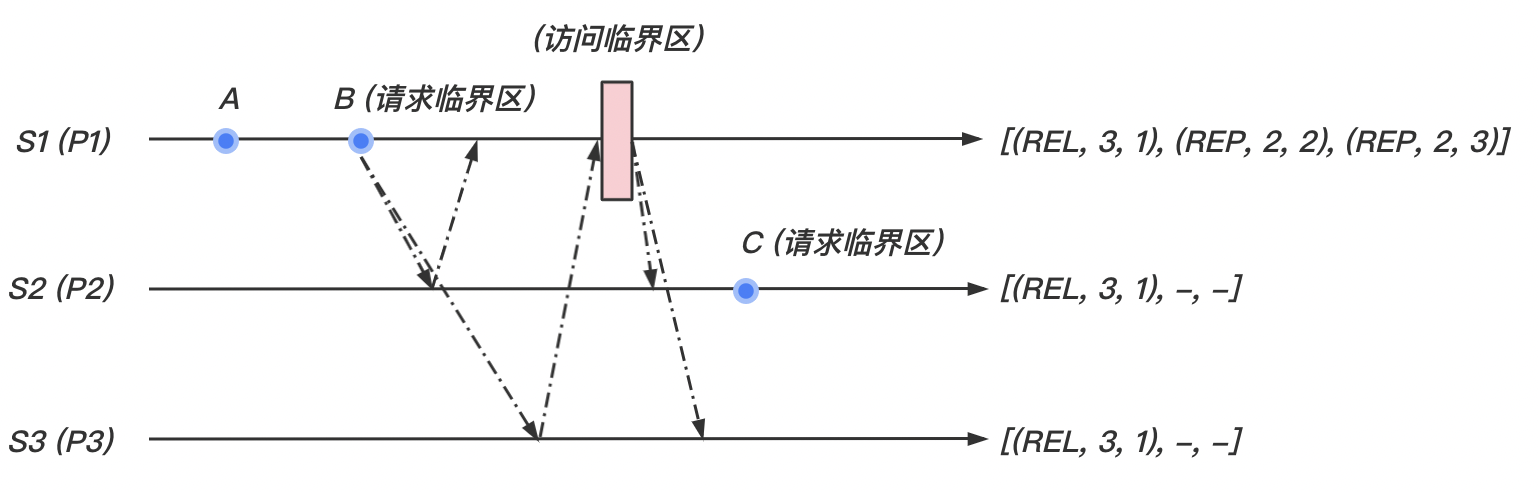 (访问临界区)
A
B (请求临界区)
S1 (P1)
[(REL, 3, 1), (REP, 2, 2), (REP, 2, 3)]
C (请求临界区)
S2 (P2)
[(REL, 3, 1), –, –]
S3 (P3)
[(REL, 3, 1), –, –]